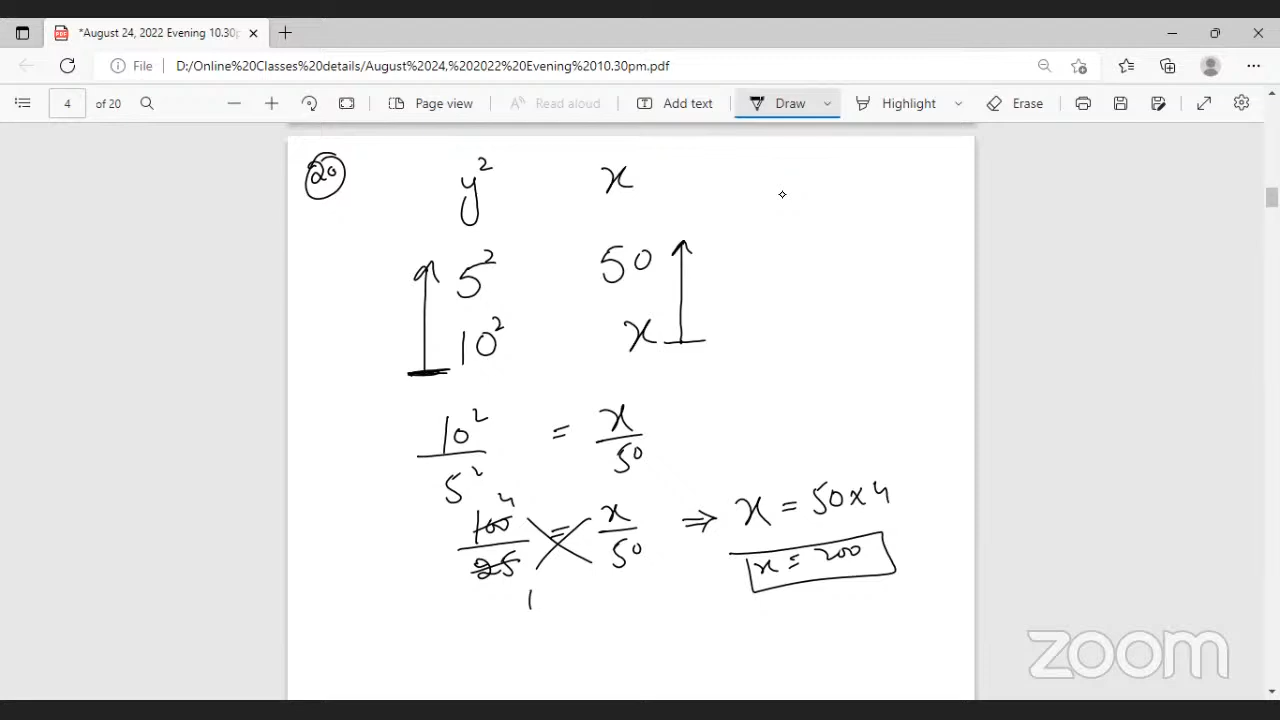 *August 24, 2022 Evening 10.30p
File D:/Online%20Classes%20details/August%2024,%202022%20Evening%2010.30pm.pdf
4 of 20 Page view Read aloud Add text Draw Highlight Erase
20 y² x
5² 50
10² x
10²/5² = x/50
100/25 = x/50 ⇒ x = 50×4
4
1
x = 200
zoom